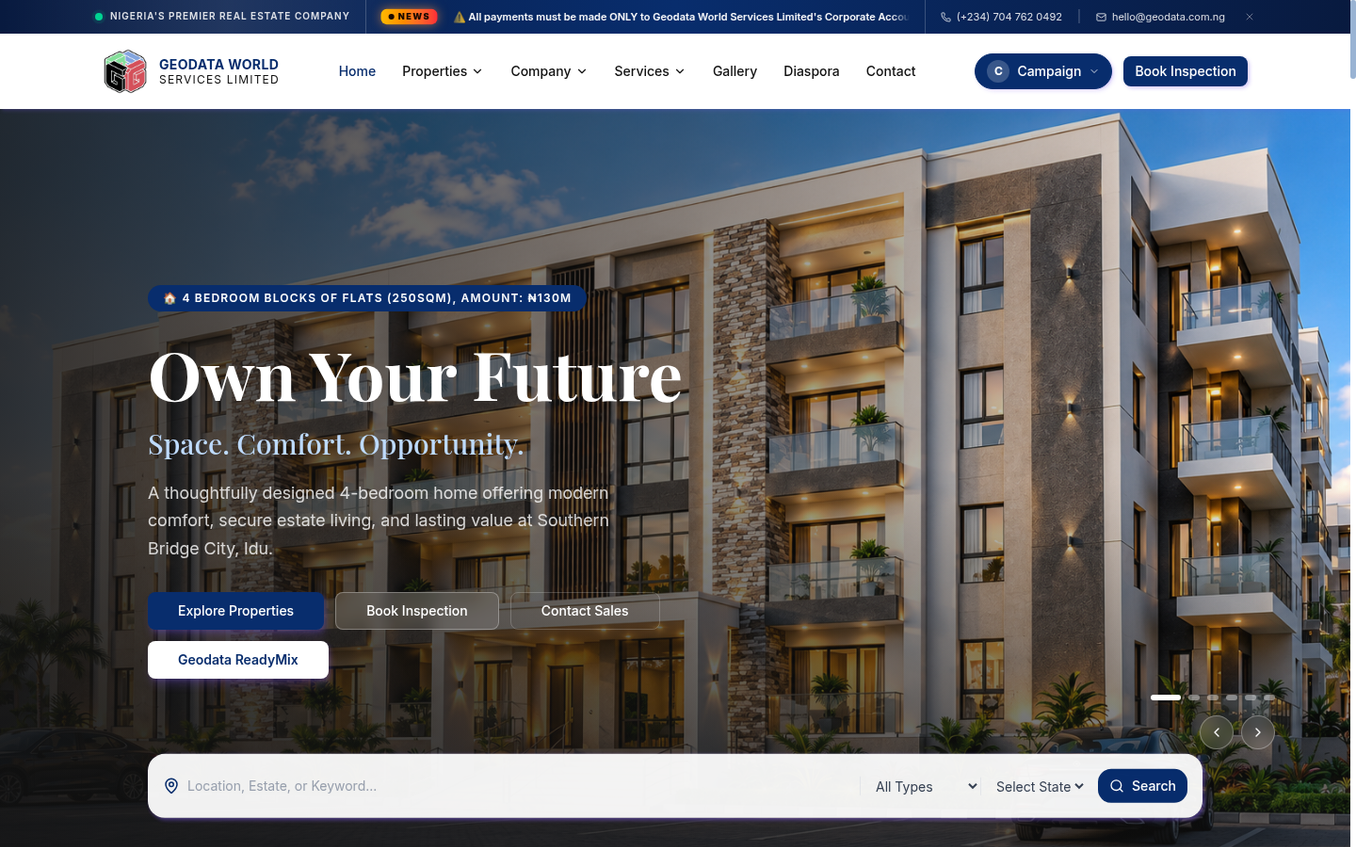 NIGERIA'S PREMIER REAL ESTATE COMPANY
NEWS
⚠️ All payments must be made ONLY to Geodata World Services Limited's Corporate Accou
(+234) 704 762 0492
hello@geodata.com.ng
GEODATA WORLD
SERVICES LIMITED
Home
Properties
Company
Services
Gallery
Diaspora
Contact
C Campaign
Book Inspection
🏠 4 BEDROOM BLOCKS OF FLATS (250SQM), AMOUNT: ₦130M
Own Your Future
Space. Comfort. Opportunity.
A thoughtfully designed 4-bedroom home offering modern
comfort, secure estate living, and lasting value at Southern
Bridge City, Idu.
Explore Properties
Book Inspection
Contact Sales
Geodata ReadyMix
Location, Estate, or Keyword...
All Types
Select State
Search